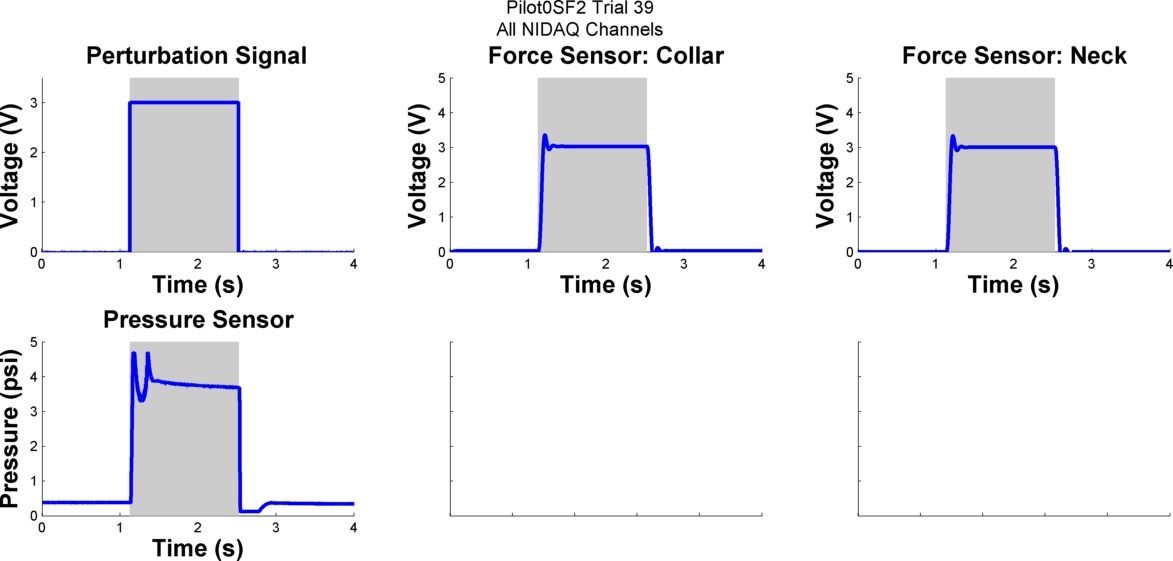 Pilot0SF2 Trial 39
All NIDAQ Channels
Perturbation Signal
Force Sensor: Collar
Force Sensor: Neck
Voltage (V)
3
2
1
0
0 1 2 3 4
Time (s)
Voltage (V)
5
4
3
2
1
0
0 1 2 3 4
Time (s)
Voltage (V)
5
4
3
2
1
0
0 1 2 3 4
Time (s)
Pressure Sensor
Pressure (psi)
5
4
3
2
1
0
0 1 2 3 4
Time (s)